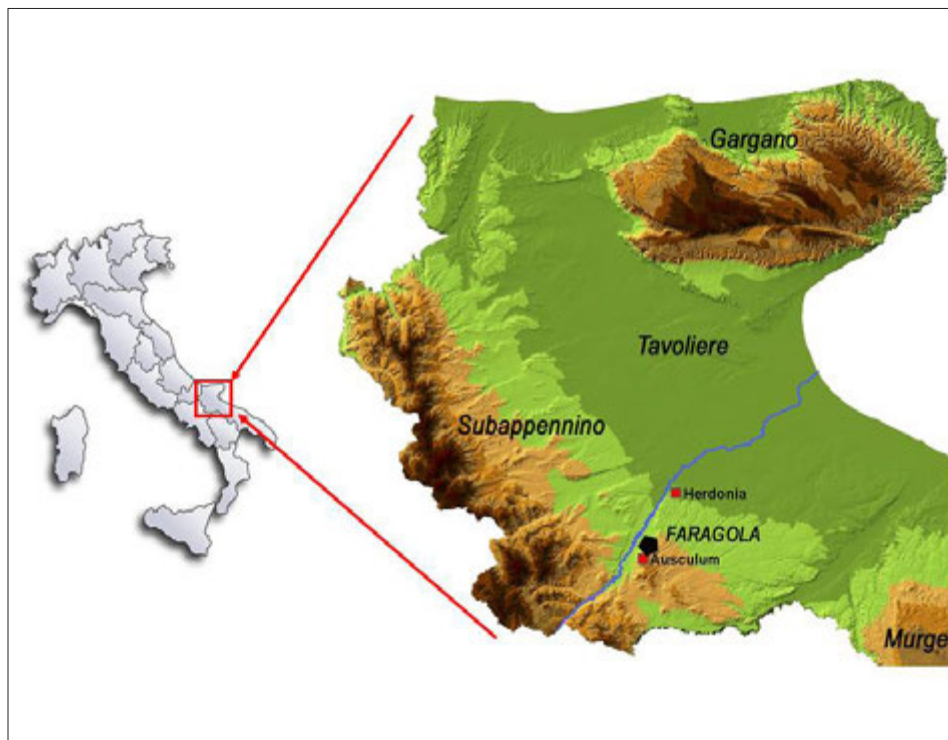 Gargano
Tavoliere
Subappennino
Herdonia
FARAGOLA
Ausculum
Murge